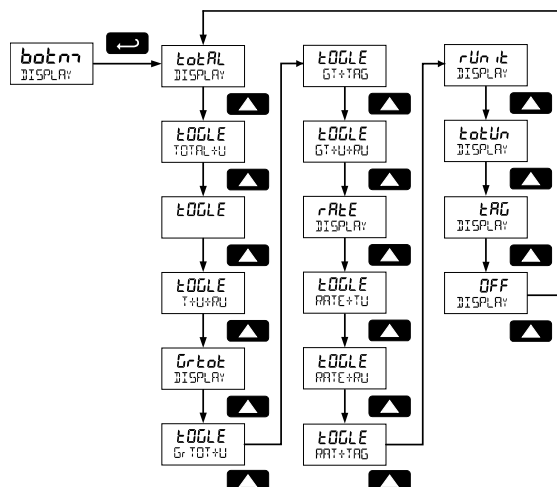 botm
DISPLAY
totAL
DISPLAY
tOGLE
TOTAL÷U
tOGLE
tOGLE
T÷U÷RU
Grtot
DISPLAY
tOGLE
Gr TOT÷U
tOGLE
GT÷TAG
tOGLE
GT÷U÷RU
rAtE
DISPLAY
tOGLE
RATE÷TU
tOGLE
RATE÷RU
tOGLE
RAT÷TAG
rUnit
DISPLAY
totUn
DISPLAY
tAG
DISPLAY
OFF
DISPLAY